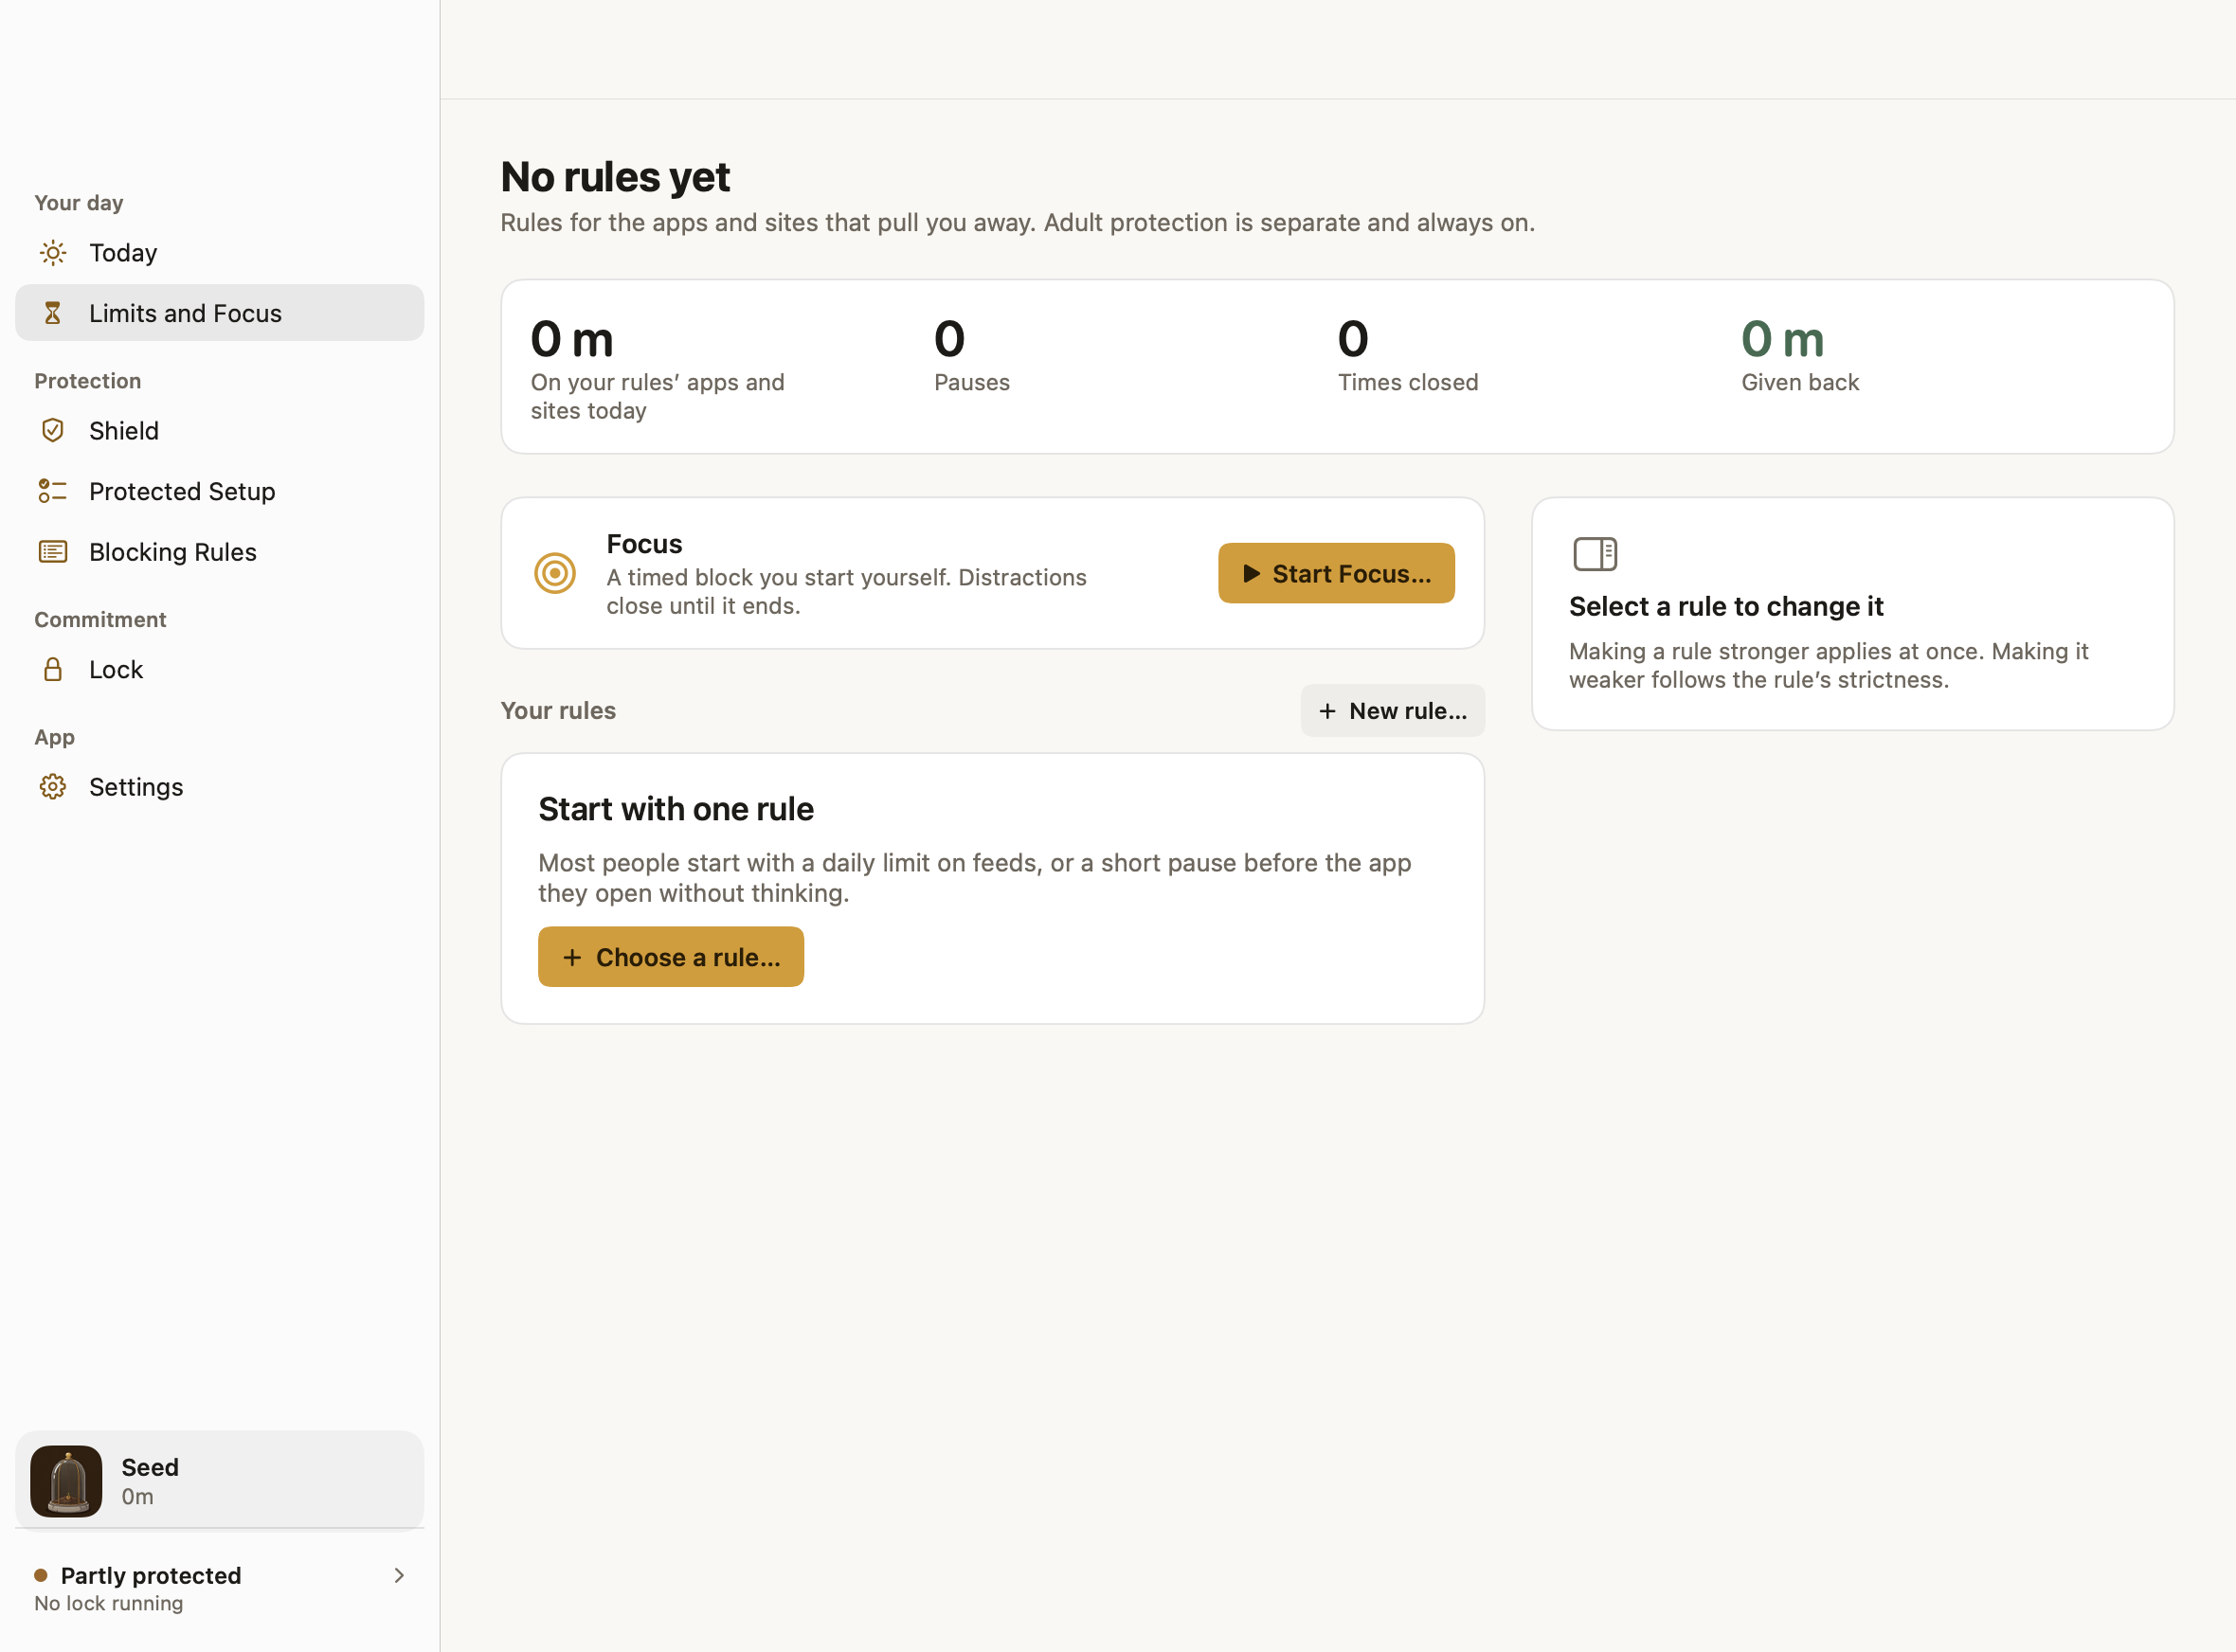 Your day
Today
Limits and Focus
Protection
Shield
Protected Setup
Blocking Rules
Commitment
Lock
App
Settings
Seed
0m
Partly protected
No lock running
No rules yet
Rules for the apps and sites that pull you away. Adult protection is separate and always on.
0 m
On your rules’ apps and
sites today
0
Pauses
0
Times closed
0 m
Given back
Focus
A timed block you start yourself. Distractions
close until it ends.
Start Focus...
Select a rule to change it
Making a rule stronger applies at once. Making it
weaker follows the rule’s strictness.
Your rules
+ New rule...
Start with one rule
Most people start with a daily limit on feeds, or a short pause before the app
they open without thinking.
+ Choose a rule...